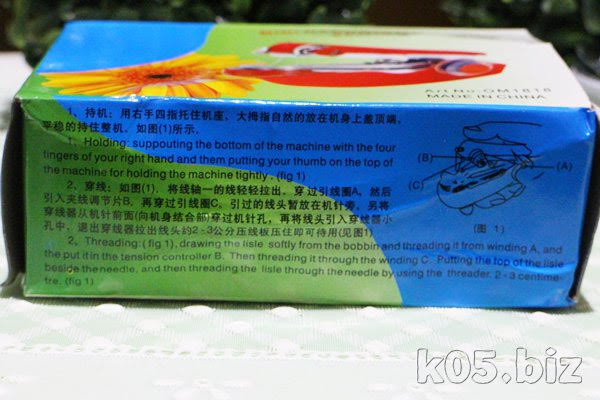 Art No. GM1818
MADE IN CHINA
1、持机：用右手四指托住机座，大拇指自然的放在机身上盖顶端，
平稳的持住整机，如图(1)所示。
1、Holding: suppouting the bottom of the machine with the four
fingers of your right hand and them putying your thumb on the top of
the machine for holding the machine tightly . (fig 1)
2、穿线：如图(1)，将线轴一的线轻轻拉出，穿过引线圈A，然后
引入夹线调节片B，再穿过引线圈C。引过的线头暂放在机针旁，另将
穿线器从机针前面(向机身结合部)穿过机针孔，再将线头引入穿线器小
孔中，退出穿线器拉出线头约2-3公分压线板压住即可待用(见图1)
2、Threading: ( fig 1), drawing the lisle softly from the bobbin and threading it from winding A, and
the put it in the tension controller B. Then threading it through the winding C. Putting the top of the lisle
beside the needle, and then threading the lisle through the needle by using the threader, 2 - 3 centime-
tre. (fig 1)
(B)
(A)
(C)
(图 1)
k05.biz